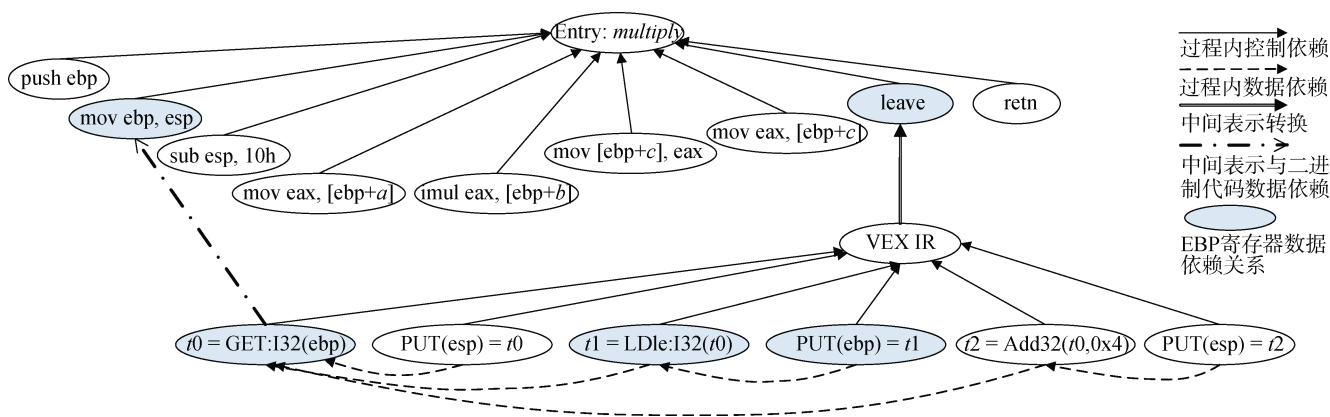 Entry: multiply
push ebp
mov ebp, esp
sub esp, 10h
mov eax, [ebp+a]
imul eax, [ebp+b]
mov [ebp+c], eax
mov eax, [ebp+c]
leave
retn
VEX IR
t0 = GET:I32(ebp)
PUT(esp) = t0
t1 = LDle:I32(t0)
PUT(ebp) = t1
t2 = Add32(t0,0x4)
PUT(esp) = t2
过程内控制依赖
过程内数据依赖
中间表示转换
中间表示与二进
制代码数据依赖
EBP寄存器数据
依赖关系